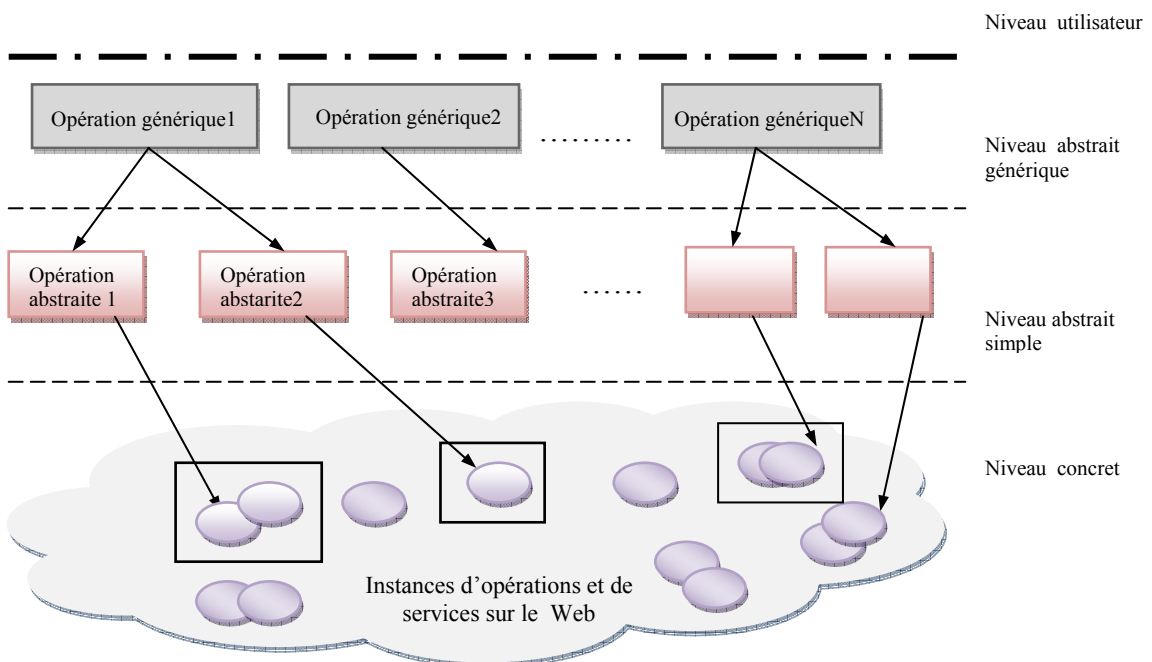 Niveau utilisateur
Opération générique1
Opération générique2
.........
Opération génériqueN
Niveau abstrait
générique
Opération
abstraite 1
Opération
abstarite2
Opération
abstraite3
......
Niveau abstrait
simple
Niveau concret
Instances d'opérations et de
services sur le Web